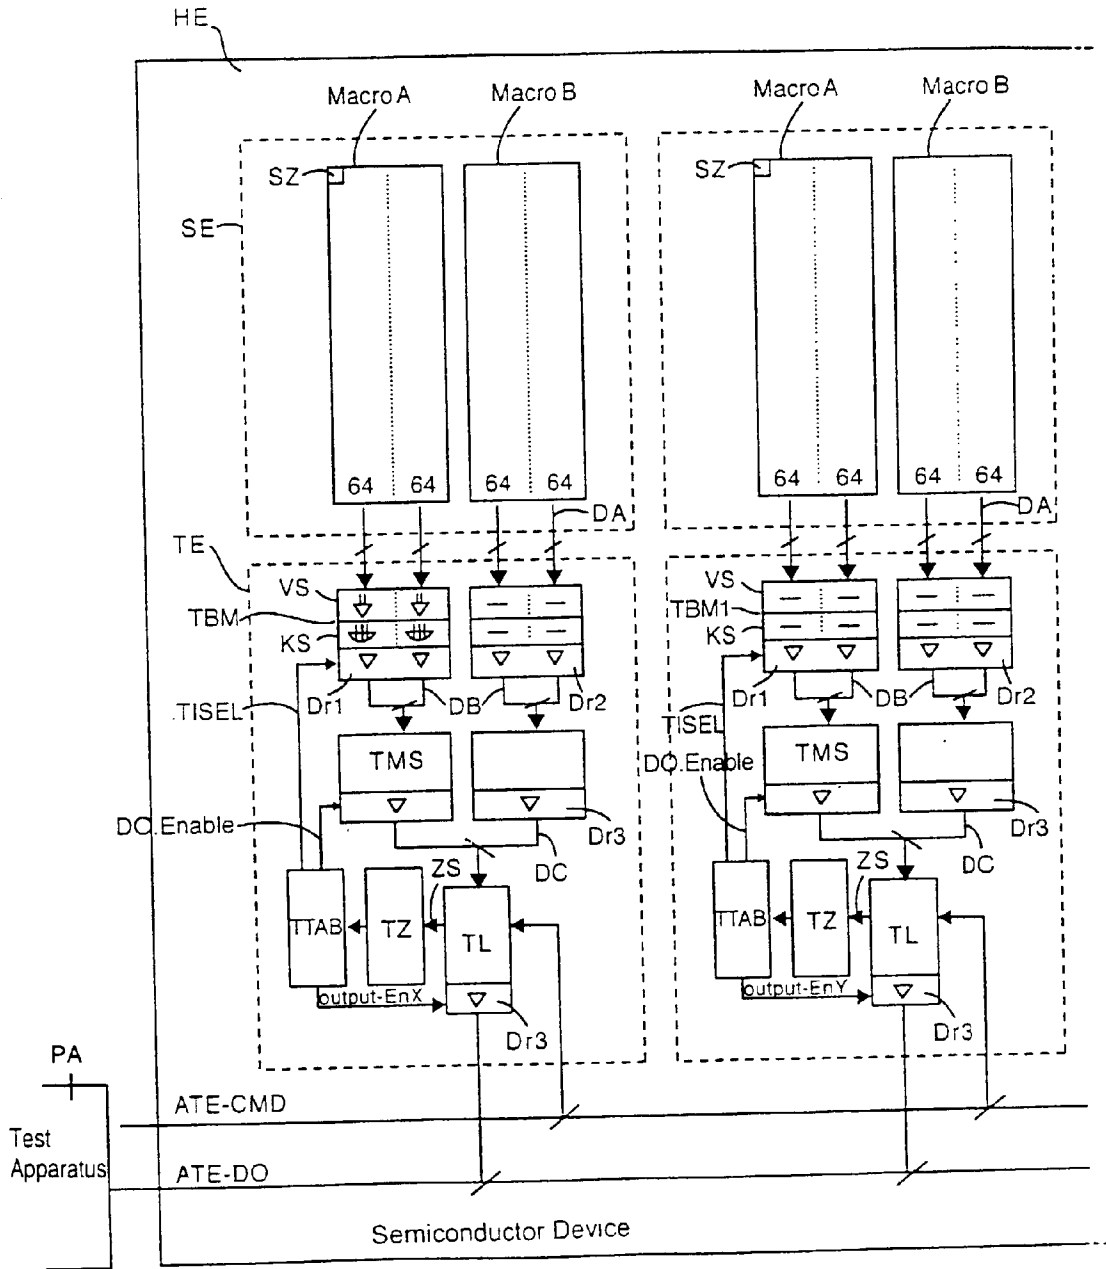 HE
Macro A
Macro B
Macro A
Macro B
SZ
SZ
SE
64 64 64 64
64 64 64 64
DA
DA
TE
VS
VS
TBM
TBM1
KS
KS
Dr1
DB
Dr2
Dr1
DB
Dr2
.TISEL
TISEL
TMS
TMS
DO.Enable
DO.Enable
Dr3
Dr3
DC
DC
ZS
ZS
TTAB
TZ
TL
TTAB
TZ
TL
output-EnX
output-EnY
Dr3
Dr3
PA
ATE-CMD
Test
Apparatus
ATE-DO
Semiconductor Device